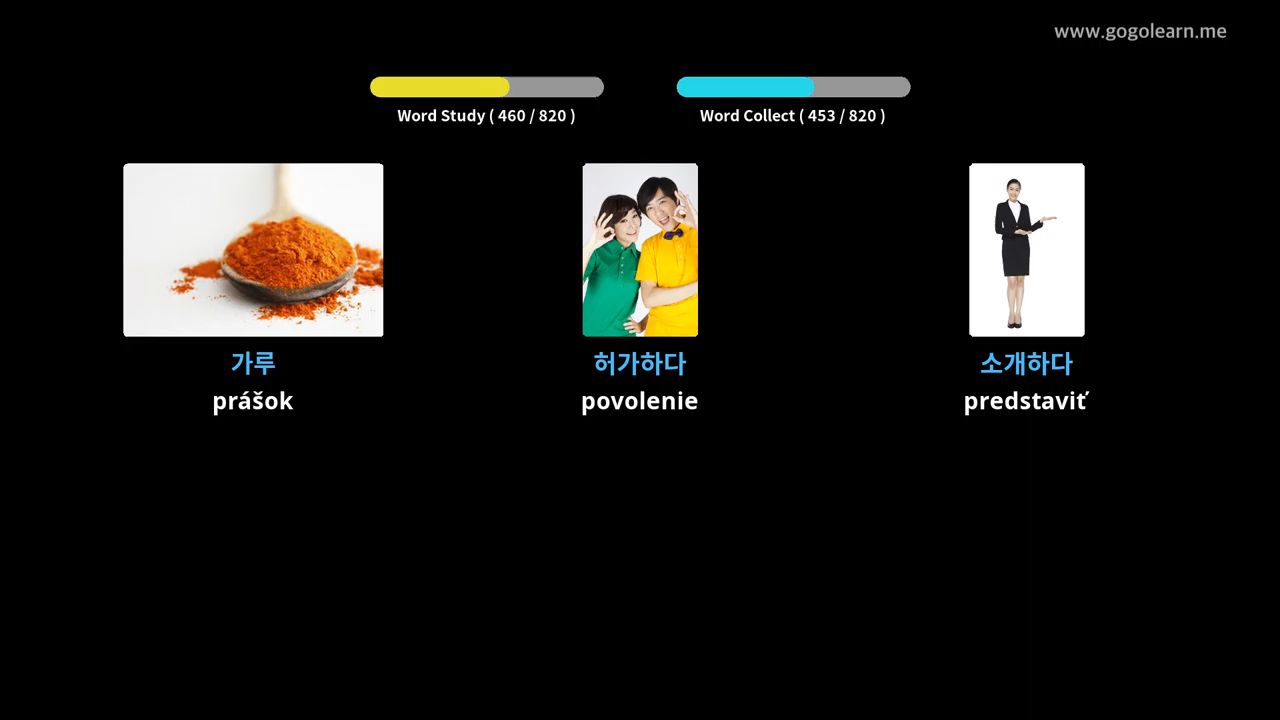 www.gogolearn.me
Word Study ( 460 / 820 )
Word Collect ( 453 / 820 )
가루
허가하다
소개하다
prášok
povolenie
predstaviť